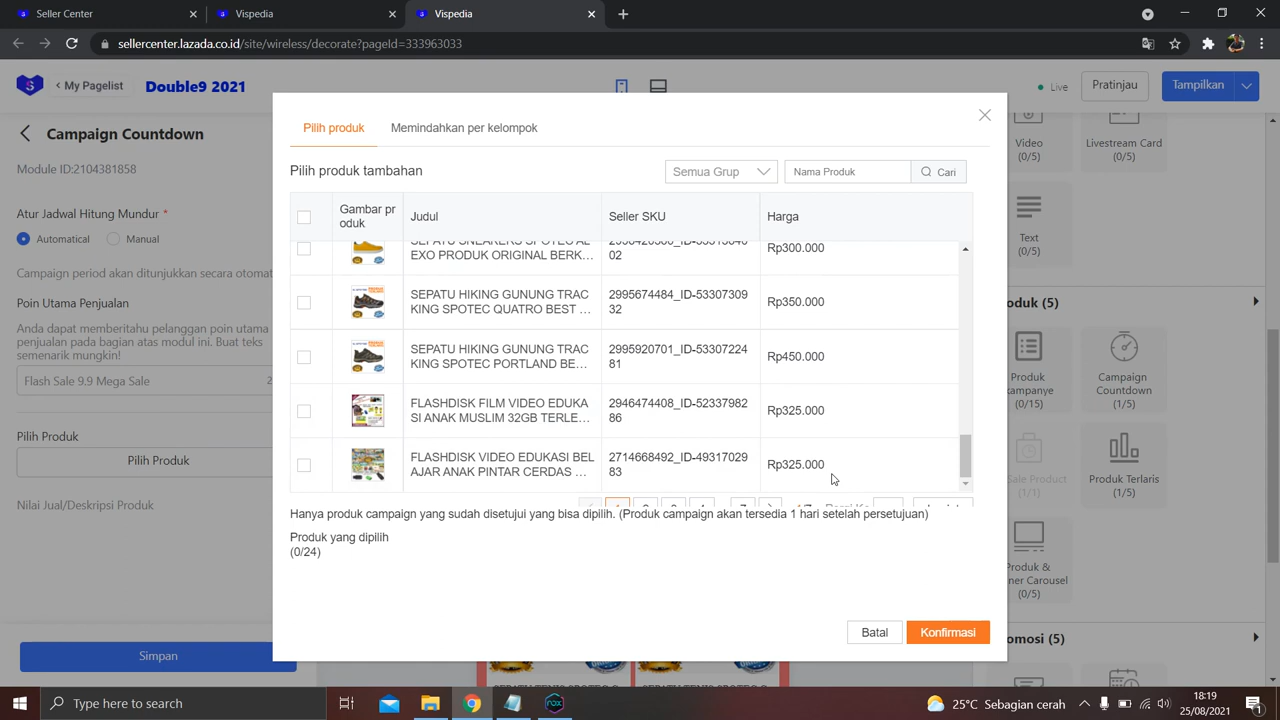 Seller Center
Vispedia
Vispedia
sellercenter.lazada.co.id/site/wireless/decorate?pageId=333963033
My Pagelist
Double9 2021
Live
Pratinjau
Tampilkan
Campaign Countdown
Module ID:2104381858
Atur Jadwal Hitung Mundur *
Automatical
Manual
Campaign period akan ditunjukkan secara otomat
Poin Utama Penjualan
Anda dapat memberitahu pelanggan poin utama
penjualan pada bagian atas modul ini. Buat teks
semenarik mungkin!
Flash Sale 9.9 Mega Sale
2
Pilih Produk
Pilih Produk
Nilai Jual/Deskripsi Produk
Simpan
Pilih produk
Memindahkan per kelompok
Pilih produk tambahan
Semua Grup
Nama Produk
Cari
Gambar pr
oduk
Judul
Seller SKU
Harga
EXO PRODUK ORIGINAL BERK...
02
Rp300.000
SEPATU HIKING GUNUNG TRAC
KING SPOTEC QUATRO BEST ...
2995674484_ID-53307309
32
Rp350.000
SEPATU HIKING GUNUNG TRAC
KING SPOTEC PORTLAND BE...
2995920701_ID-53307224
81
Rp450.000
FLASHDISK FILM VIDEO EDUKA
SI ANAK MUSLIM 32GB TERLE...
2946474408_ID-52337982
86
Rp325.000
FLASHDISK VIDEO EDUKASI BEL
AJAR ANAK PINTAR CERDAS ...
2714668492_ID-49317029
83
Rp325.000
Hanya produk campaign yang sudah disetujui yang bisa dipilih. (Produk campaign akan tersedia 1 hari setelah persetujuan)
Produk yang dipilih
(0/24)
Batal
Konfirmasi
Video
(0/5)
Livestream Card
(0/5)
Text
(0/5)
oduk (5)
Produk
kampanye
(0/15)
Campaign
Countdown
(1/5)
Sale Product
(1/1)
Produk Terlaris
(1/5)
Produk &
ner Carousel
(0/5)
omosi (5)
Type here to search
nox
25°C Sebagian cerah
18:19
25/08/2021
1